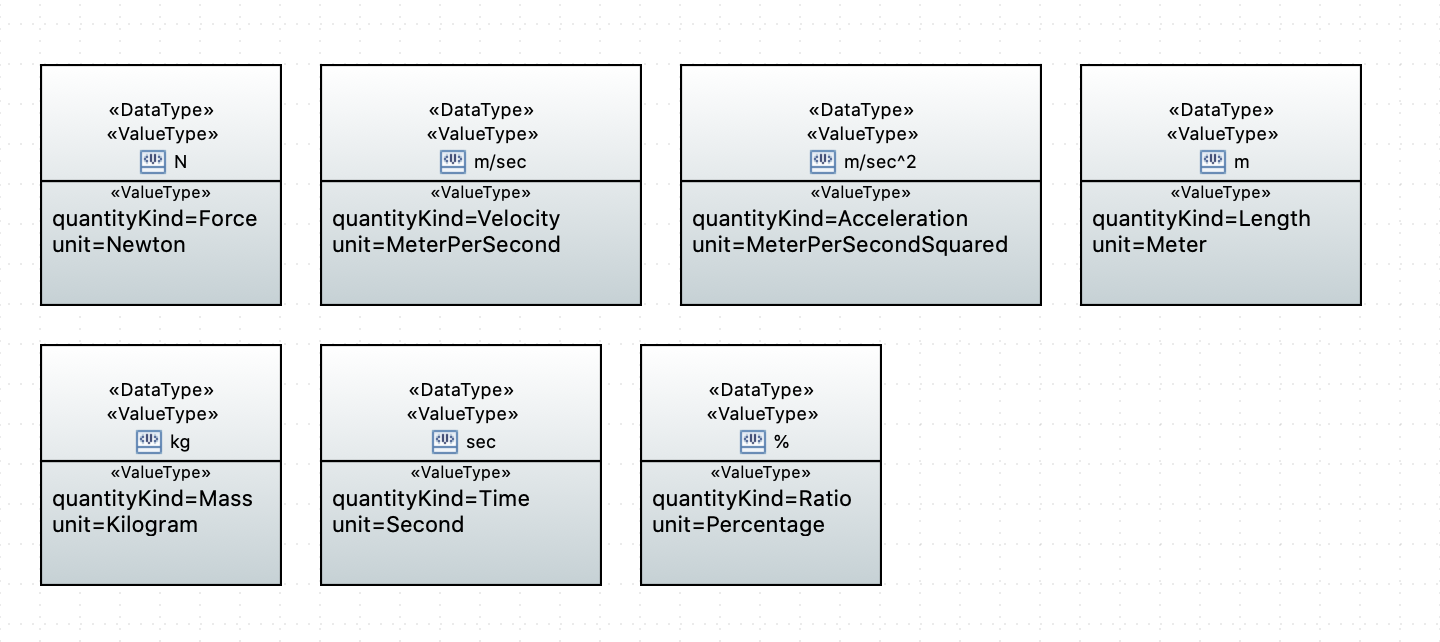 «DataType»
«ValueType»
N
«ValueType»
quantityKind=Force
unit=Newton
«DataType»
«ValueType»
m/sec
«ValueType»
quantityKind=Velocity
unit=MeterPerSecond
«DataType»
«ValueType»
m/sec^2
«ValueType»
quantityKind=Acceleration
unit=MeterPerSecondSquared
«DataType»
«ValueType»
m
«ValueType»
quantityKind=Length
unit=Meter
«DataType»
«ValueType»
kg
«ValueType»
quantityKind=Mass
unit=Kilogram
«DataType»
«ValueType»
sec
«ValueType»
quantityKind=Time
unit=Second
«DataType»
«ValueType»
%
«ValueType»
quantityKind=Ratio
unit=Percentage